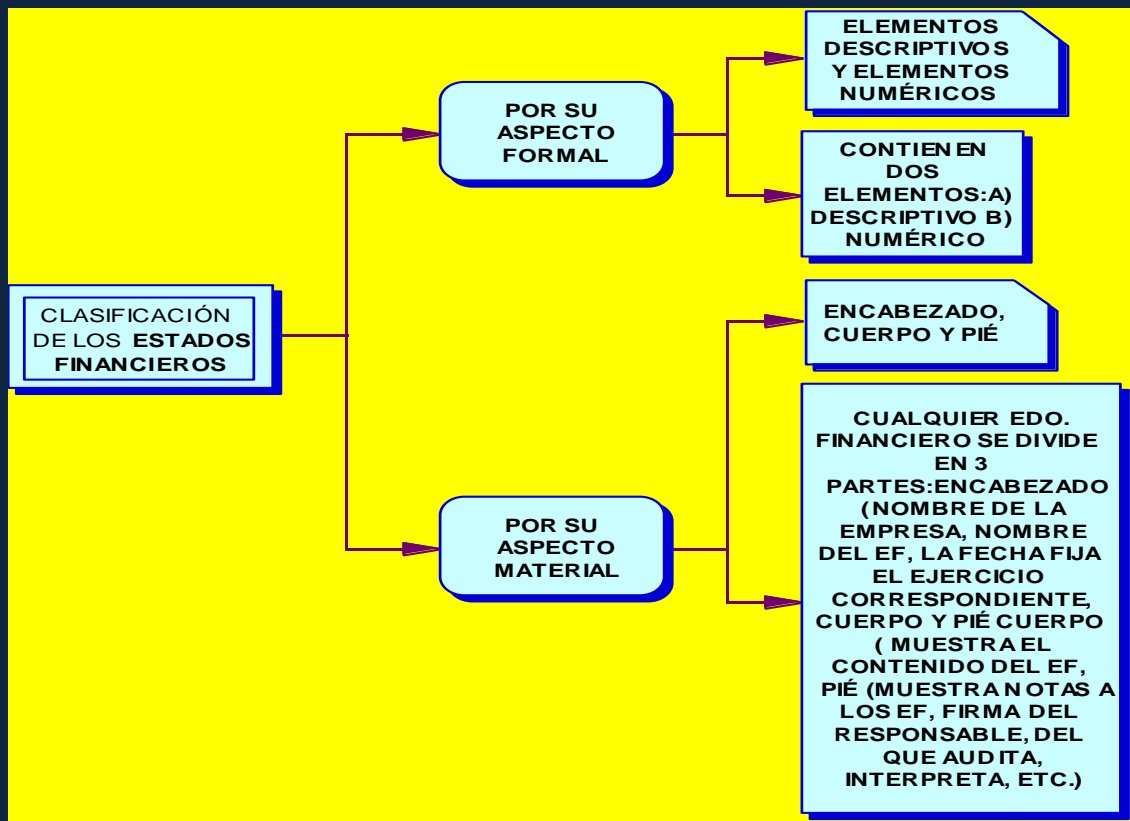 CLASIFICACIÓN
DE LOS ESTADOS
FINANCIEROS
POR SU
ASPECTO
FORMAL
ELEMENTOS
DESCRIPTIVOS
Y ELEMENTOS
NUMÉRICOS
CONTIENEN
DOS
ELEMENTOS:A)
DESCRIPTIVO B)
NUMÉRICO
POR SU
ASPECTO
MATERIAL
ENCABEZADO,
CUERPO Y PIÉ
CUALQUIER EDO.
FINANCIERO SE DIVIDE
EN 3
PARTES:ENCABEZADO
(NOMBRE DE LA
EMPRESA, NOMBRE
DEL EF, LA FECHA FIJA
EL EJERCICIO
CORRESPONDIENTE,
CUERPO Y PIÉ CUERPO
( MUESTRA EL
CONTENIDO DEL EF,
PIÉ (MUESTRA NOTAS A
LOS EF, FIRMA DEL
RESPONSABLE, DEL
QUE AUDITA,
INTERPRETA, ETC.)